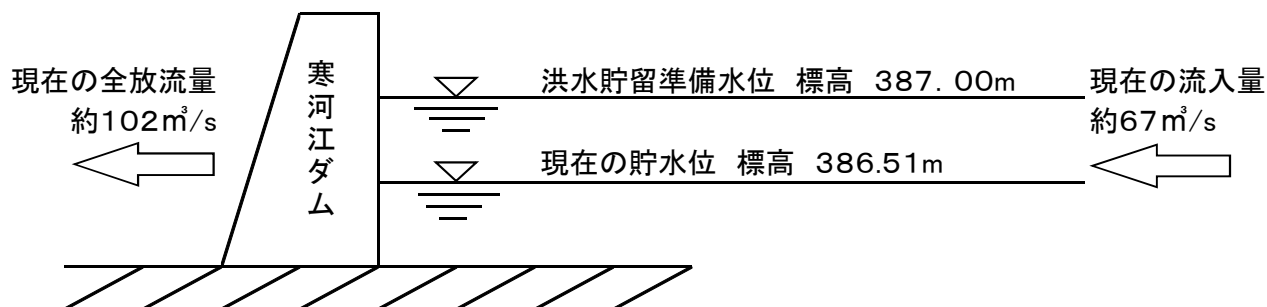 現在の全放流量
約102㎥/s
寒河江ダム
洪水貯留準備水位 標高 387.00m
現在の貯水位 標高 386.51m
現在の流入量
約67㎥/s